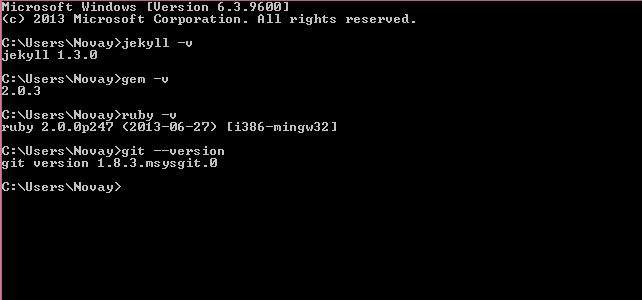 Microsoft Windows [Version 6.3.9600]
(c) 2013 Microsoft Corporation. All rights reserved.
C:\Users\Novay>jekyll -v
jekyll 1.3.0
C:\Users\Novay>gem -v
2.0.3
C:\Users\Novay>ruby -v
ruby 2.0.0p247 (2013-06-27) [i386-mingw32]
C:\Users\Novay>git --version
git version 1.8.3.msysgit.0
C:\Users\Novay>